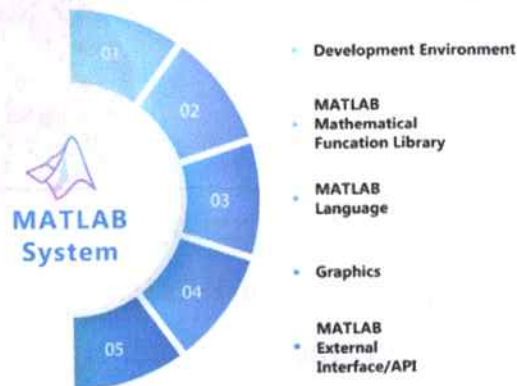 01
Development Environment
02
MATLAB
Mathematical
Funcation Library
MATLAB
System
03
MATLAB
Language
04
Graphics
05
MATLAB
External
Interface/API